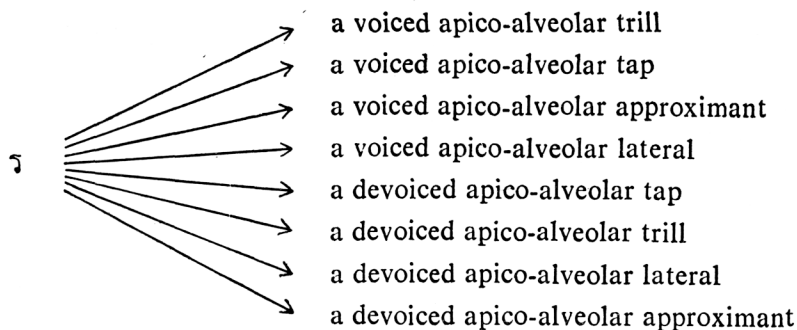 a voiced apico-alveolar trill
a voiced apico-alveolar tap
a voiced apico-alveolar approximant
a voiced apico-alveolar lateral
ร
a devoiced apico-alveolar tap
a devoiced apico-alveolar trill
a devoiced apico-alveolar lateral
a devoiced apico-alveolar approximant